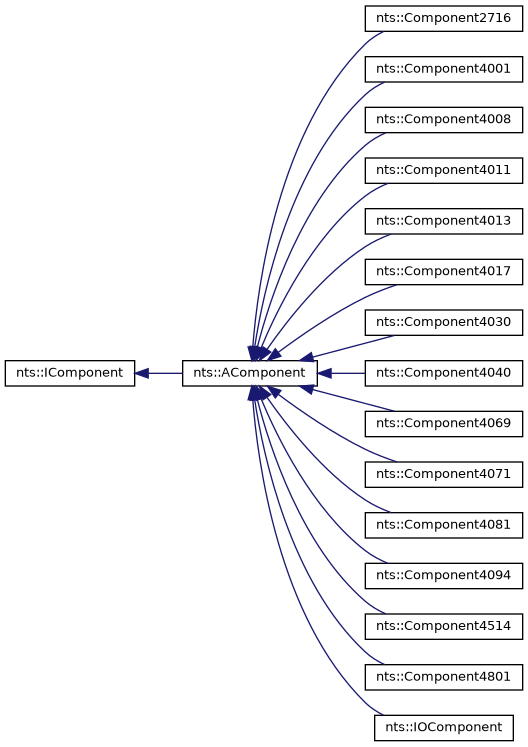 nts::Component2716
nts::Component4001
nts::Component4008
nts::Component4011
nts::Component4013
nts::Component4017
nts::Component4030
nts::IComponent
nts::AComponent
nts::Component4040
nts::Component4069
nts::Component4071
nts::Component4081
nts::Component4094
nts::Component4514
nts::Component4801
nts::IOComponent